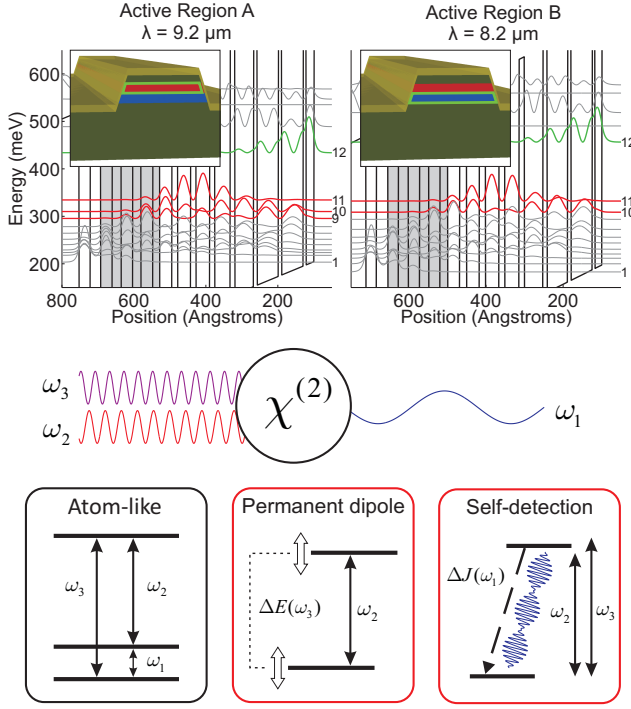 Active Region A
λ = 9.2 µm
Active Region B
λ = 8.2 µm
Energy (meV)
600
500
400
300
200
12
11
10
9
1
12
11
10
1
800
600
400
200
600
400
200
Position (Angstroms)
Position (Angstroms)
ω3
ω2
χ(2)
ω1
Atom-like
ω3
ω2
ω1
Permanent dipole
ΔE(ω3)
ω2
Self-detection
ΔJ(ω1)
ω2
ω3